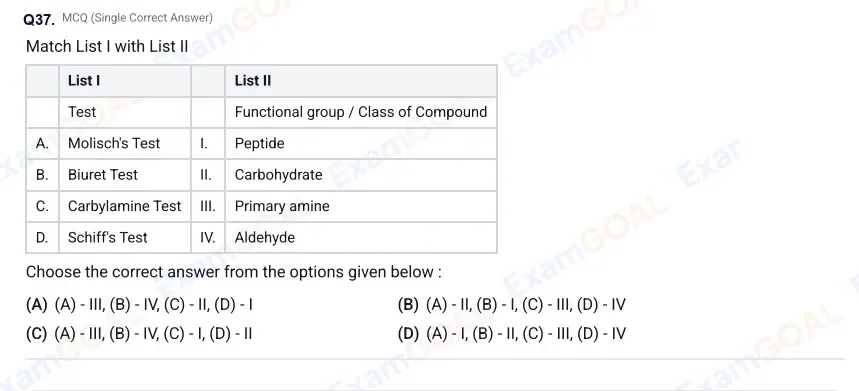 Q37. MCQ (Single Correct Answer)
Match List I with List II
List I List II
Test Functional group / Class of Compound
A. Molisch's Test I. Peptide
B. Biuret Test II. Carbohydrate
C. Carbylamine Test III. Primary amine
D. Schiff's Test IV. Aldehyde
Choose the correct answer from the options given below :
(A) (A) - III, (B) - IV, (C) - II, (D) - I (B) (A) - II, (B) - I, (C) - III, (D) - IV
(C) (A) - III, (B) - IV, (C) - I, (D) - II (D) (A) - I, (B) - II, (C) - III, (D) - IV
ExamGOAL